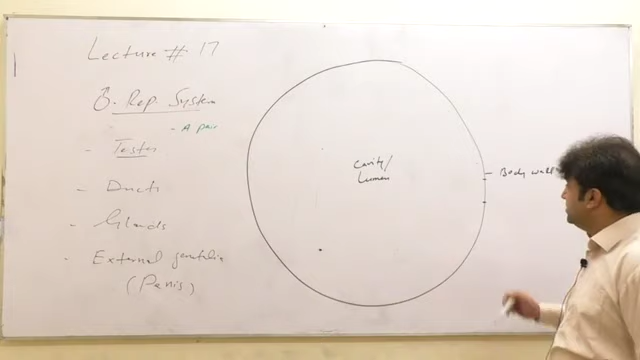 Lecture # 17
♂. Rep. System
- A pair
- Testes
- Ducts
- Glands
- External genitalia
(Penis)
Cavity/
Lumen
Body wall